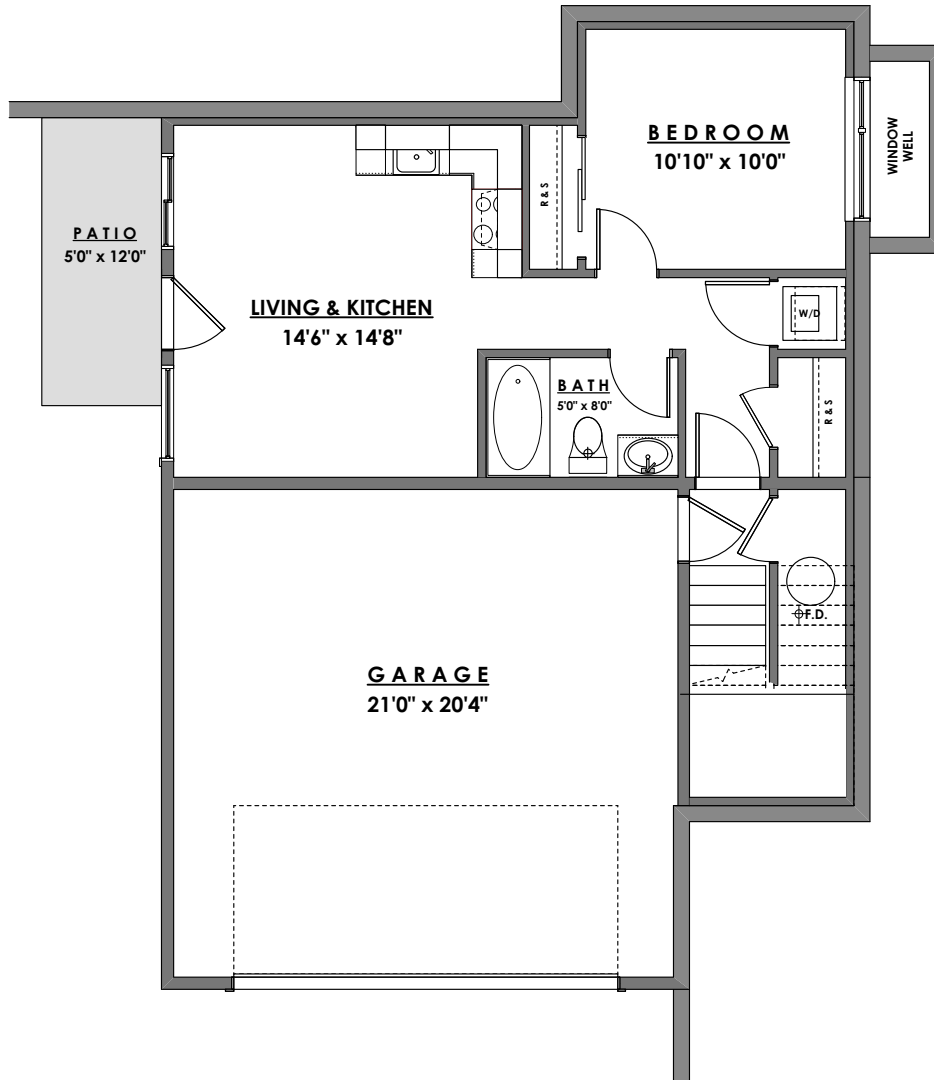 BEDROOM
10'10" x 10'0"
WINDOW
WELL
R & S
PATIO
5'0" x 12'0"
LIVING & KITCHEN
14'6" x 14'8"
W/D
BATH
5'0" x 8'0"
R & S
F.D.
GARAGE
21'0" x 20'4"